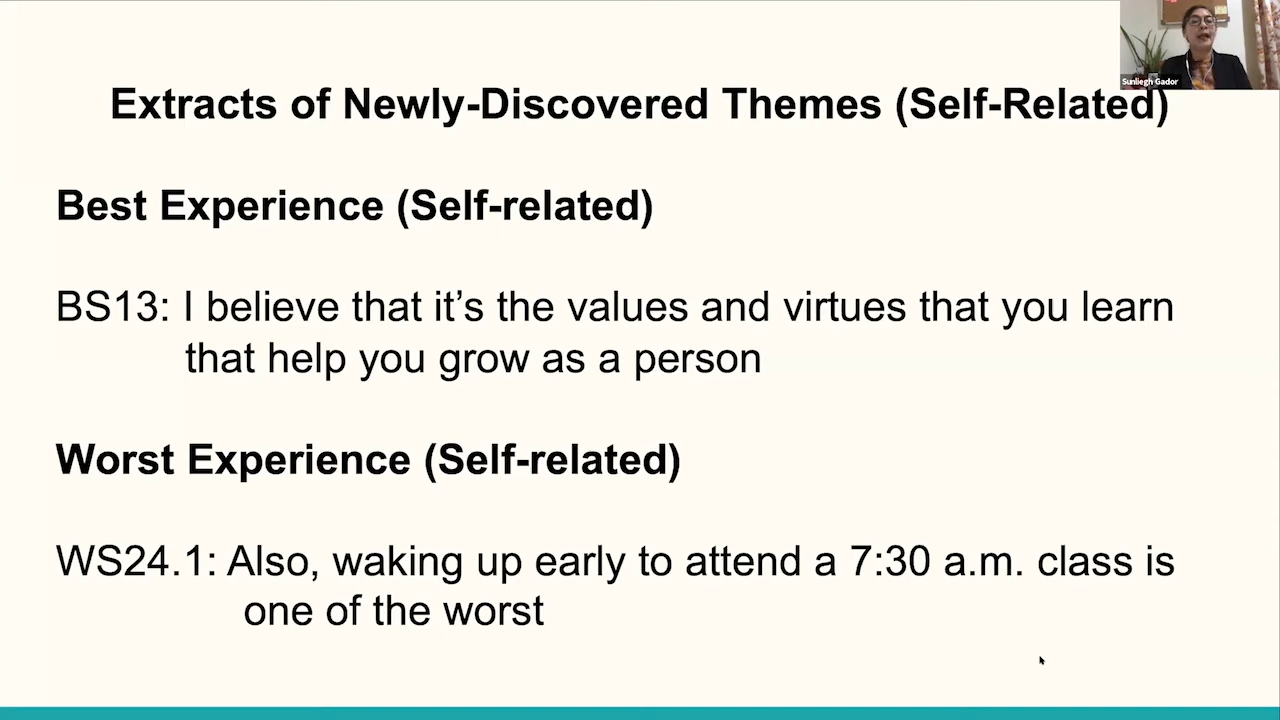 Sunliegh Gador
Extracts of Newly-Discovered Themes (Self-Related)
Best Experience (Self-related)
BS13: I believe that it’s the values and virtues that you learn
that help you grow as a person
Worst Experience (Self-related)
WS24.1: Also, waking up early to attend a 7:30 a.m. class is
one of the worst